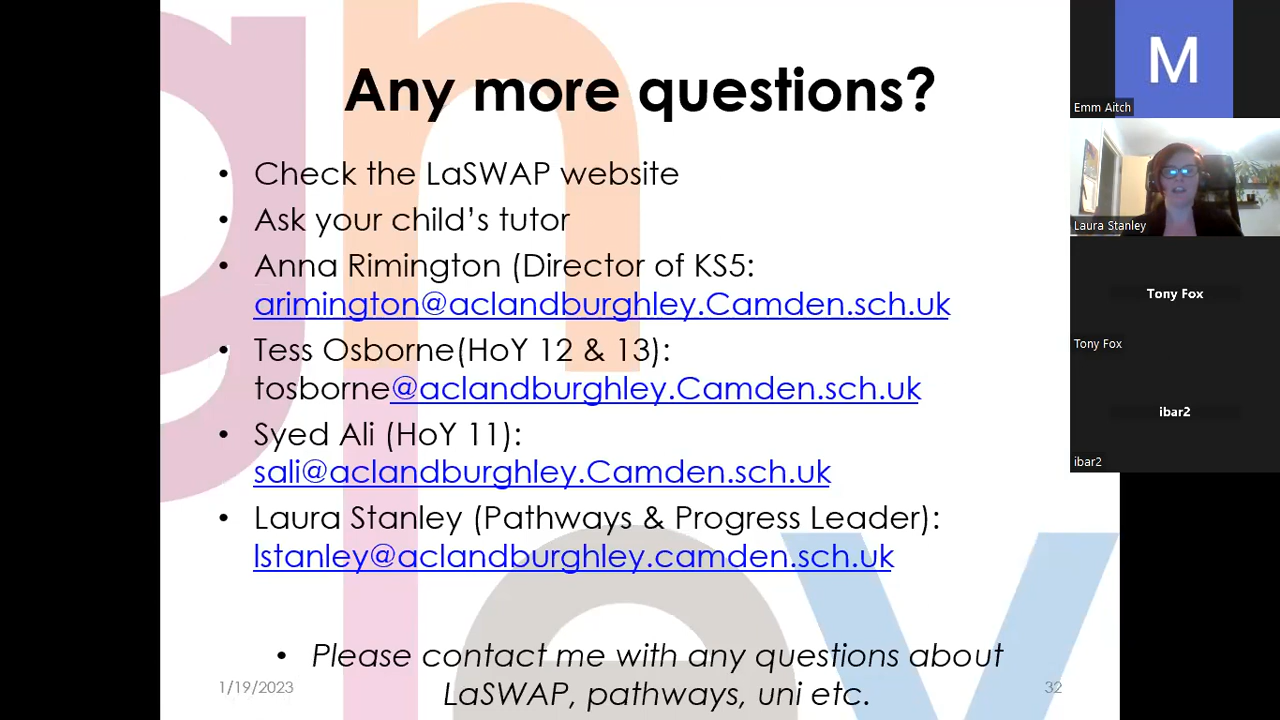 Any more questions?
• Check the LaSWAP website
• Ask your child's tutor
• Anna Rimington (Director of KS5:
arimington@aclandburghley.Camden.sch.uk
• Tess Osborne(HoY 12 & 13):
tosborne@aclandburghley.Camden.sch.uk
• Syed Ali (HoY 11):
sali@aclandburghley.Camden.sch.uk
• Laura Stanley (Pathways & Progress Leader):
lstanley@aclandburghley.camden.sch.uk
• Please contact me with any questions about
LaSWAP, pathways, uni etc.
1/19/2023
32
M
Emm Aitch
Laura Stanley
Tony Fox
Tony Fox
ibar2
ibar2